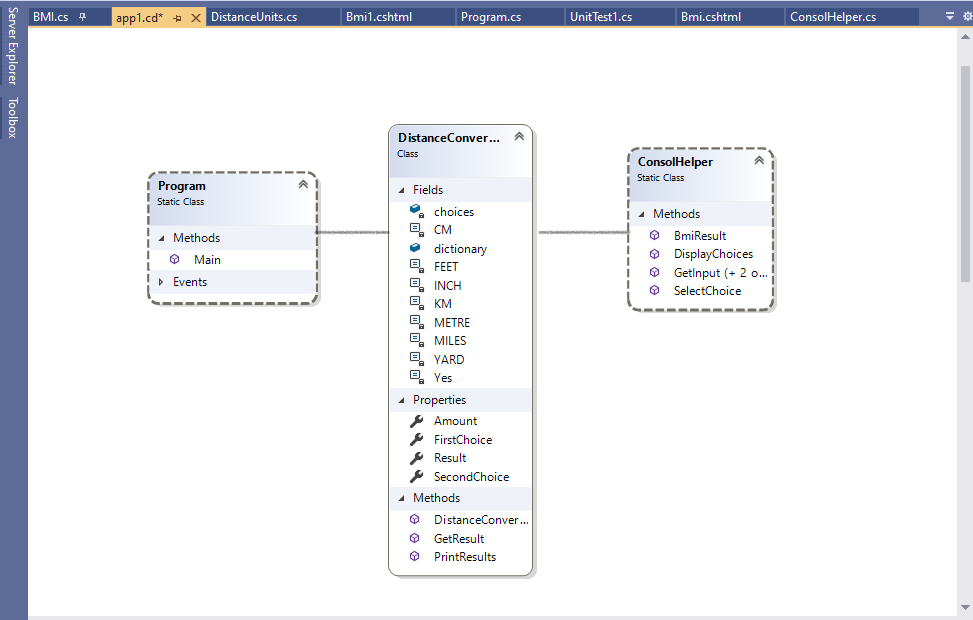 BMI.cs
app1.cd*
DistanceUnits.cs
Bmi1.cshtml
Program.cs
UnitTest1.cs
Bmi.cshtml
ConsolHelper.cs
Server Explorer
Toolbox
Program
Static Class
Methods
Main
Events
DistanceConver...
Class
Fields
choices
CM
dictionary
FEET
INCH
KM
METRE
MILES
YARD
Yes
Properties
Amount
FirstChoice
Result
SecondChoice
Methods
DistanceConver...
GetResult
PrintResults
ConsolHelper
Static Class
Methods
BmiResult
DisplayChoices
GetInput (+ 2 o...
SelectChoice